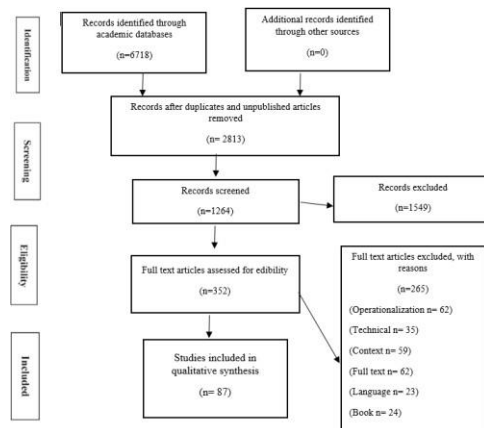 Identification
Records identified through
academic databases
(n=6718)
Additional records identified
through other sources
(n=0)
Records after duplicates and unpublished articles
removed
(n= 2813)
Screening
Records screened
(n=1264)
Records excluded
(n=1549)
Eligibility
Full text articles assessed for edibility
(n=352)
Full text articles excluded, with
reasons
(n=265)
(Operationalization n= 62)
(Technical n= 35)
(Context n= 59)
(Full text n= 62)
(Language n= 23)
(Book n= 24)
Included
Studies included in
qualitative synthesis
(n= 87)